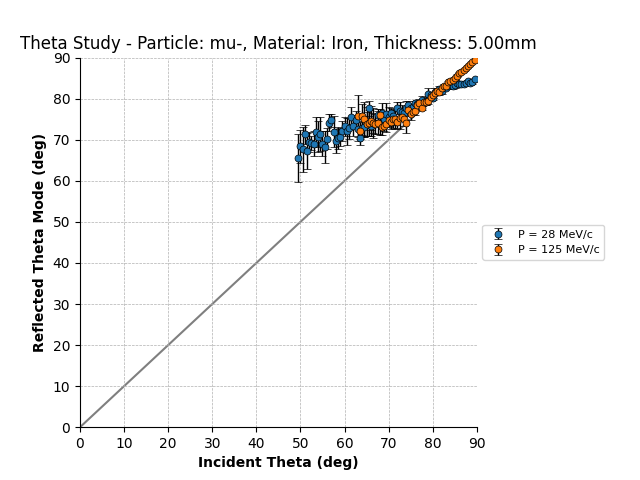 Theta Study - Particle: mu-, Material: Iron, Thickness: 5.00mm
90
80
70
60
50
40
30
20
10
0
Reflected Theta Mode (deg)
0 10 20 30 40 50 60 70 80 90
Incident Theta (deg)
P = 28 MeV/c
P = 125 MeV/c